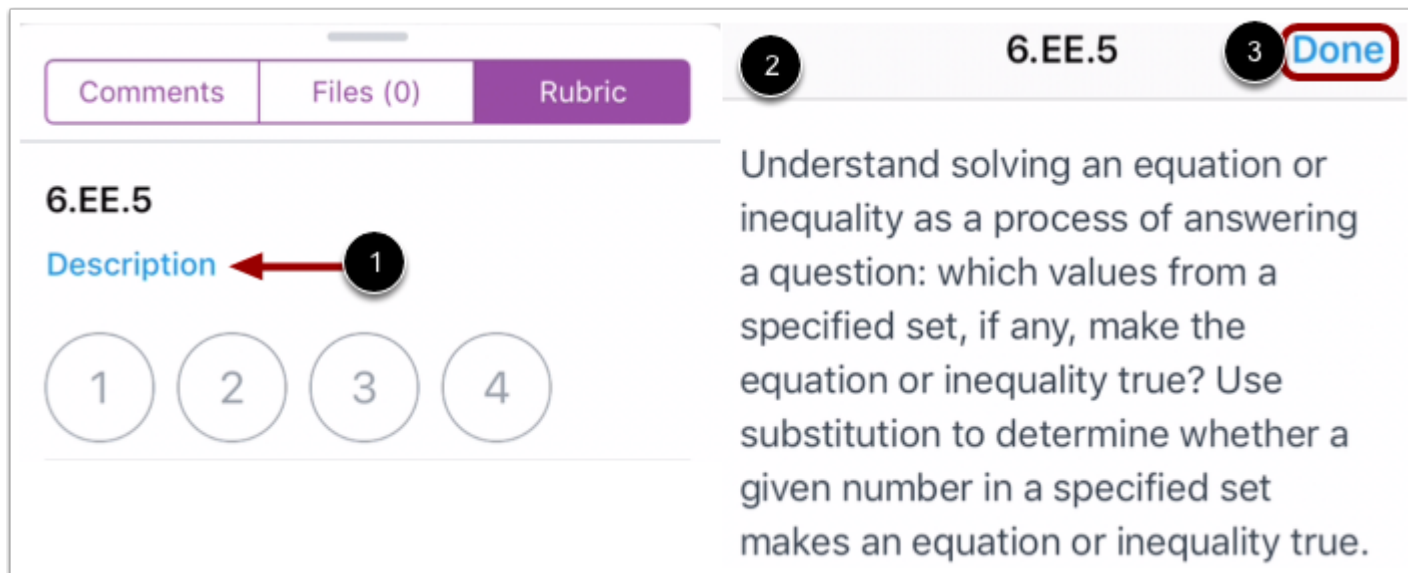 Comments Files (0) Rubric
6.EE.5
Description 1
1 2 3 4
2 6.EE.5 3 Done
Understand solving an equation or
inequality as a process of answering
a question: which values from a
specified set, if any, make the
equation or inequality true? Use
substitution to determine whether a
given number in a specified set
makes an equation or inequality true.